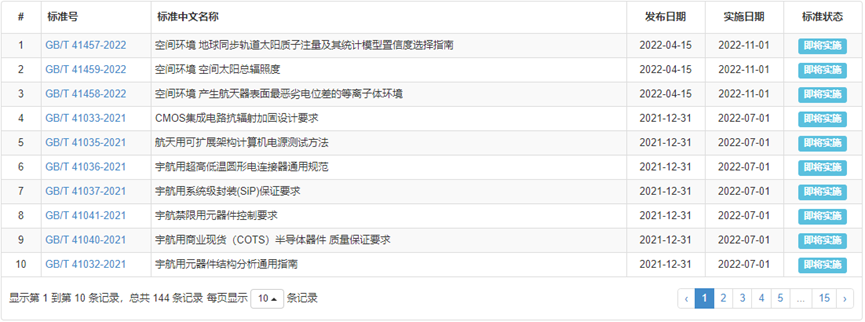 # 标准号 标准中文名称 发布日期 实施日期 标准状态
1 GB/T 41457-2022 空间环境 地球同步轨道太阳质子注量及其统计模型置信度选择指南 2022-04-15 2022-11-01 即将实施
2 GB/T 41459-2022 空间环境 空间太阳总辐照度 2022-04-15 2022-11-01 即将实施
3 GB/T 41458-2022 空间环境 产生航天器表面最恶劣电位差的等离子体环境 2022-04-15 2022-11-01 即将实施
4 GB/T 41033-2021 CMOS集成电路抗辐射加固设计要求 2021-12-31 2022-07-01 即将实施
5 GB/T 41035-2021 航天用可扩展架构计算机电源测试方法 2021-12-31 2022-07-01 即将实施
6 GB/T 41036-2021 宇航用超高低温圆形电连接器通用规范 2021-12-31 2022-07-01 即将实施
7 GB/T 41037-2021 宇航用系统级封装(SiP)保证要求 2021-12-31 2022-07-01 即将实施
8 GB/T 41041-2021 宇航禁限用元器件控制要求 2021-12-31 2022-07-01 即将实施
9 GB/T 41040-2021 宇航用商业现货（COTS）半导体器件 质量保证要求 2021-12-31 2022-07-01 即将实施
10 GB/T 41032-2021 宇航用元器件结构分析通用指南 2021-12-31 2022-07-01 即将实施
显示第 1 到第 10 条记录，总共 144 条记录 每页显示 10 条记录 ‹ 1 2 3 4 5 ... 15 ›